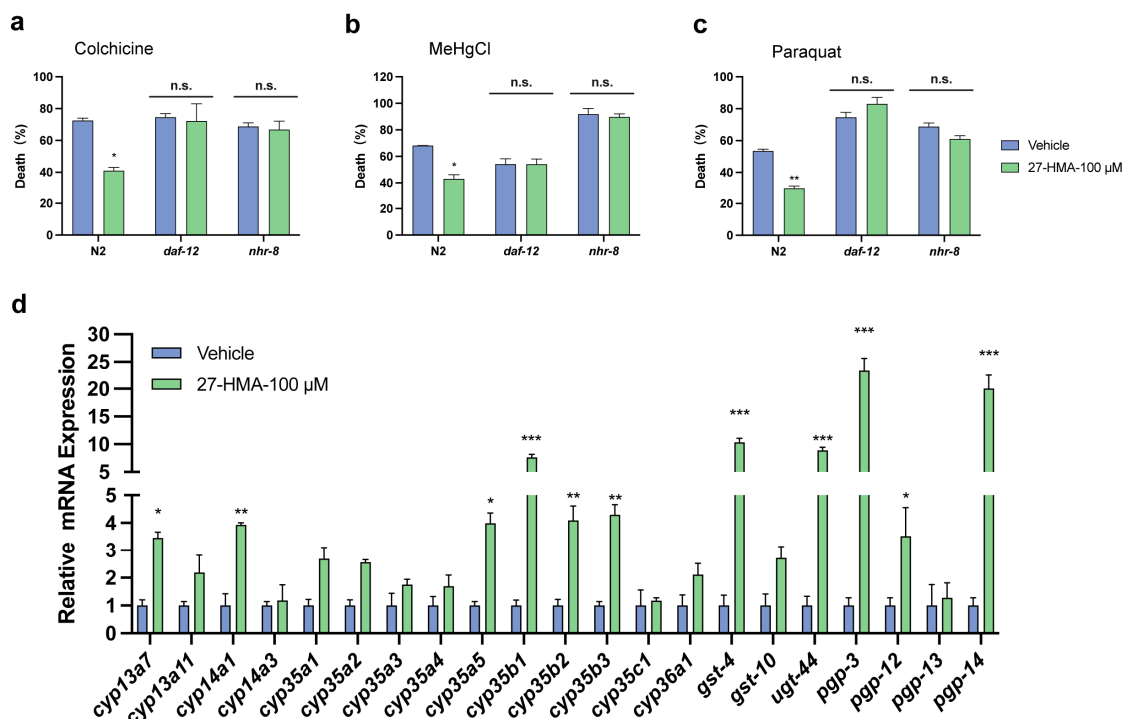 a
Colchicine
Death (%)
100
80
60
40
20
0
n.s.
n.s.
*
N2
daf-12
nhr-8
b
MeHgCl
Death (%)
120
100
80
60
40
20
0
n.s.
n.s.
*
N2
daf-12
nhr-8
c
Paraquat
Death (%)
100
80
60
40
20
0
n.s.
n.s.
**
N2
daf-12
nhr-8
Vehicle
27-HMA-100 μM
d
Relative mRNA Expression
30
25
20
15
10
5
5
4
3
2
1
0
Vehicle
27-HMA-100 μM
*
**
*
***
**
**
***
***
***
*
***
cyp13a7
cyp13a11
cyp14a1
cyp14a3
cyp35a1
cyp35a2
cyp35a3
cyp35a4
cyp35a5
cyp35b1
cyp35b2
cyp35b3
cyp35c1
cyp36a1
gst-4
gst-10
ugt-44
pgp-3
pgp-12
pgp-13
pgp-14